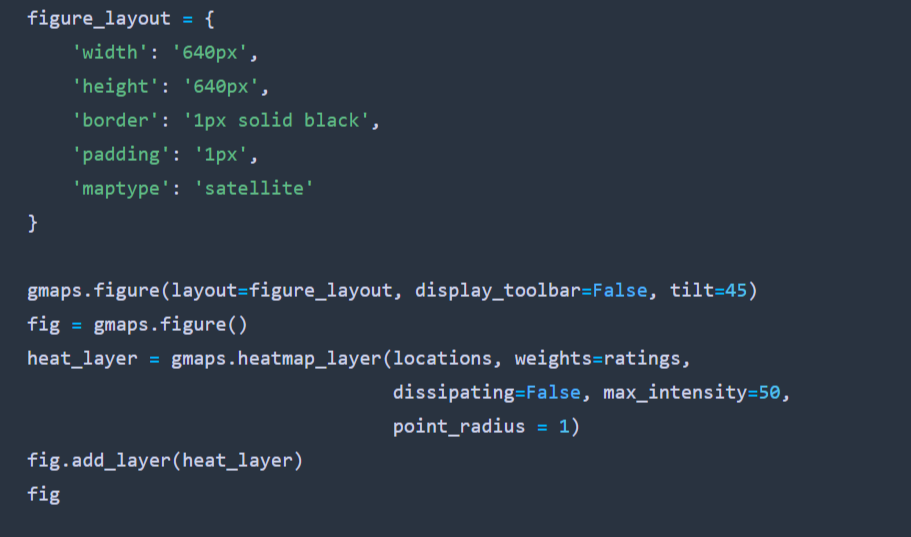 figure_layout = {
    'width': '640px',
    'height': '640px',
    'border': '1px solid black',
    'padding': '1px',
    'maptype': 'satellite'
}

gmaps.figure(layout=figure_layout, display_toolbar=False, tilt=45)
fig = gmaps.figure()
heat_layer = gmaps.heatmap_layer(locations, weights=ratings,
                                 dissipating=False, max_intensity=50,
                                 point_radius = 1)
fig.add_layer(heat_layer)
fig